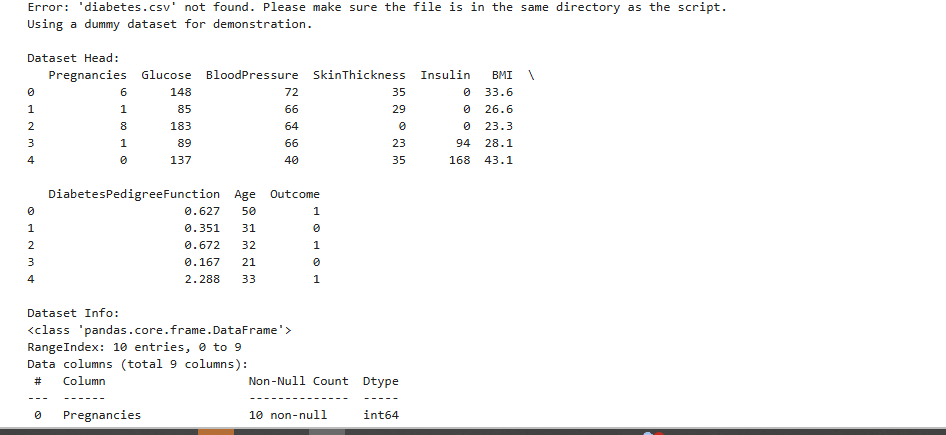 Error: 'diabetes.csv' not found. Please make sure the file is in the same directory as the script.
Using a dummy dataset for demonstration.

Dataset Head:
   Pregnancies  Glucose  BloodPressure  SkinThickness  Insulin   BMI  \
0            6      148             72             35        0  33.6
1            1       85             66             29        0  26.6
2            8      183             64              0        0  23.3
3            1       89             66             23       94  28.1
4            0      137             40             35      168  43.1

   DiabetesPedigreeFunction  Age  Outcome
0                     0.627   50        1
1                     0.351   31        0
2                     0.672   32        1
3                     0.167   21        0
4                     2.288   33        1

Dataset Info:
<class 'pandas.core.frame.DataFrame'>
RangeIndex: 10 entries, 0 to 9
Data columns (total 9 columns):
 #   Column                    Non-Null Count  Dtype
---  ------                    --------------  -----
 0   Pregnancies               10 non-null     int64